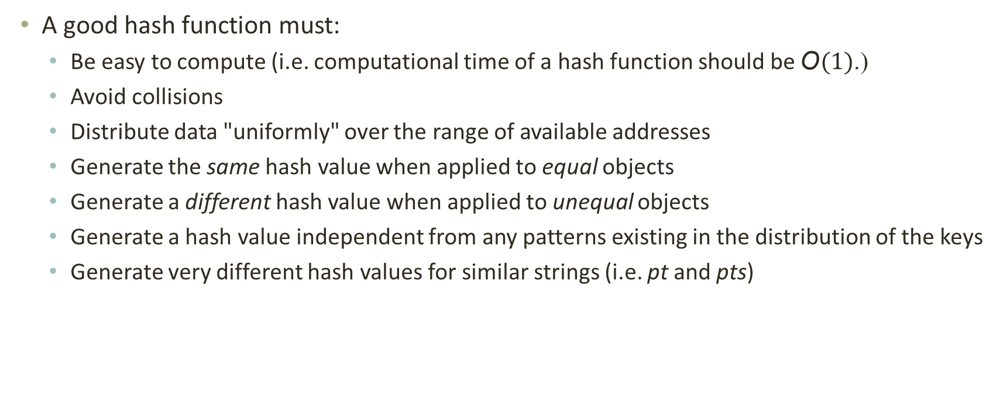 • A good hash function must:
• Be easy to compute (i.e. computational time of a hash function should be O(1).)
• Avoid collisions
• Distribute data "uniformly" over the range of available addresses
• Generate the same hash value when applied to equal objects
• Generate a different hash value when applied to unequal objects
• Generate a hash value independent from any patterns existing in the distribution of the keys
• Generate very different hash values for similar strings (i.e. pt and pts)